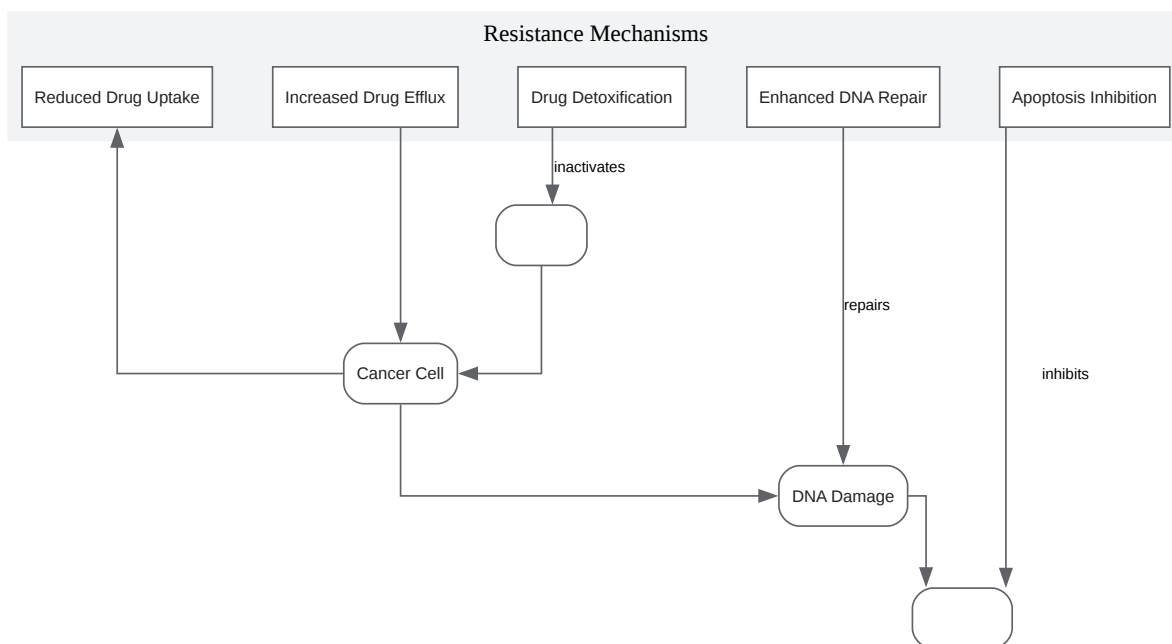 Resistance Mechanisms
Reduced Drug Uptake
Increased Drug Efflux
Drug Detoxification
Enhanced DNA Repair
Apoptosis Inhibition
inactivates
repairs
Cancer Cell
inhibits
DNA Damage